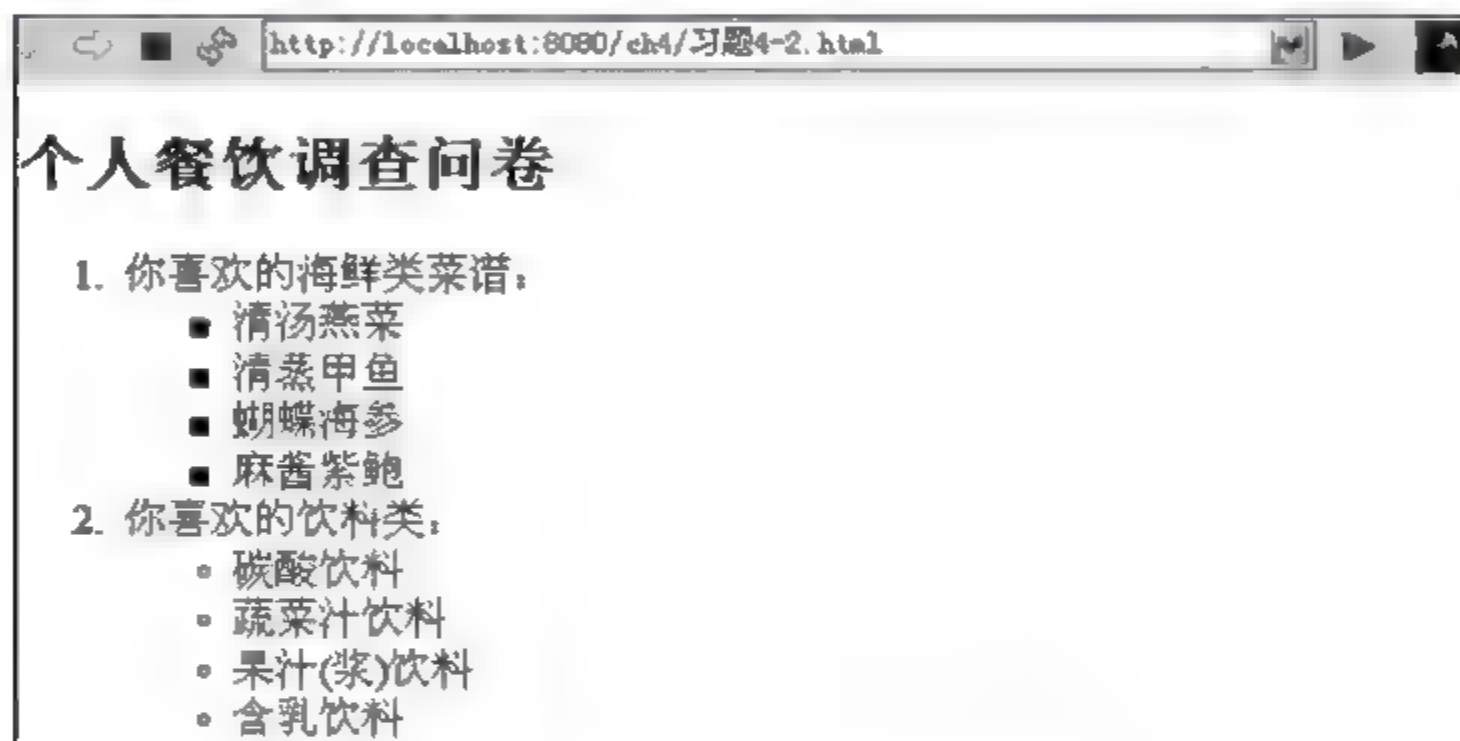 http://localhost:8080/ch4/习题4-2.html
个人餐饮调查问卷
1. 你喜欢的海鲜类菜谱:
■ 清汤燕菜
■ 清蒸甲鱼
■ 蝴蝶海参
■ 麻酱紫鲍
2. 你喜欢的饮料类:
○ 碳酸饮料
○ 蔬菜汁饮料
○ 果汁(浆)饮料
○ 含乳饮料